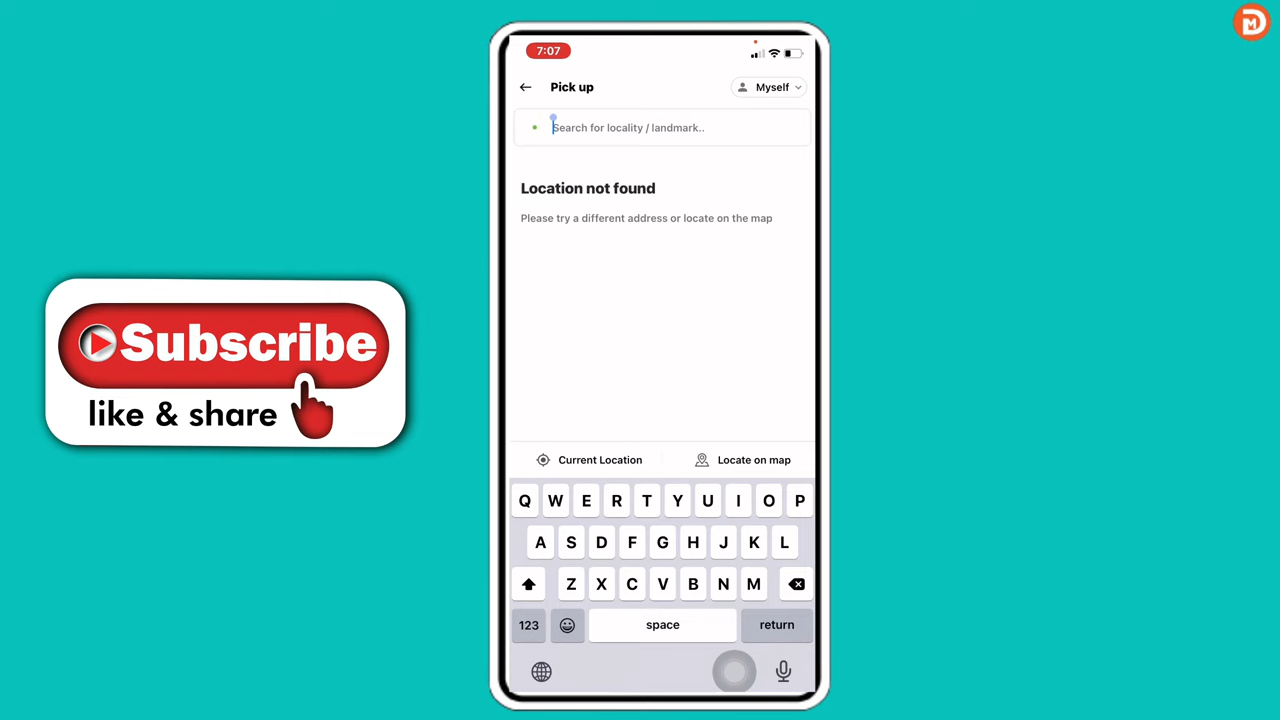 7:07
Pick up
Myself
Search for locality / landmark..
Location not found
Please try a different address or locate on the map
Subscribe
like & share
Current Location
Locate on map
Q W E R T Y U I O P
A S D F G H J K L
Z X C V B N M
123 space return
DM